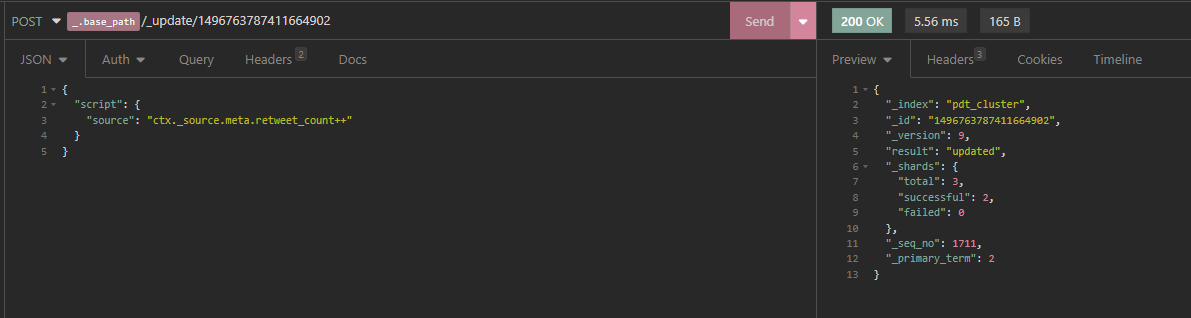 POST _.base_path/_update/1496763787411664902 Send 200 OK 5.56 ms 165 B
JSON Auth Query Headers 2 Docs Preview Headers 3 Cookies Timeline
1 {
2 "script": {
3 "source": "ctx._source.meta.retweet_count++"
4 }
5 }
1 {
2 "_index": "pdt_cluster",
3 "_id": "1496763787411664902",
4 "_version": 9,
5 "result": "updated",
6 "_shards": {
7 "total": 3,
8 "successful": 2,
9 "failed": 0
10 },
11 "_seq_no": 1711,
12 "_primary_term": 2
13 }